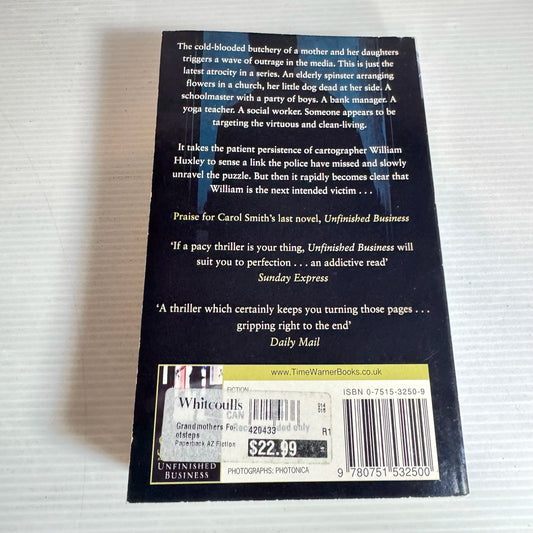 The cold-blooded butchery of a mother and her daughters
triggers a wave of outrage in the media. This is just the
latest atrocity in a series. An elderly spinster arranging
flowers in a church, her little dog dead at her side. A
schoolmaster with a party of boys. A bank manager. A
yoga teacher. A social worker. Someone appears to be
targeting the virtuous and clean-living.
It takes the patient persistence of cartographer William
Huxley to sense a link the police have missed and slowly
unravel the puzzle. But then it rapidly becomes clear that
William is the next intended victim . . .
Praise for Carol Smith's last novel, Unfinished Business
'If a pacy thriller is your thing, Unfinished Business will
suit you to perfection . . . an addictive read'
Sunday Express
'A thriller which certainly keeps you turning those pages . . .
gripping right to the end'
Daily Mail
www.TimeWarnerBooks.co.uk
FICTION
ISBN 0-7515-3250-9
Whitcoulls
CAN
Grandmothers Fo
only
420433
R1
otsteps
Paperback AZ Fiction
$22.99
UNFINISHED
BUSINESS
PHOTOGRAPHS: PHOTONICA
9 780751 532500